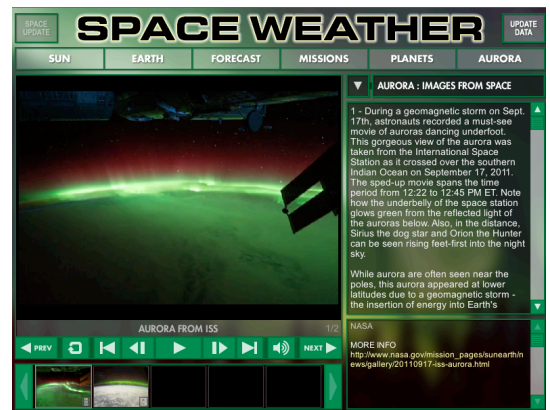 SPACE
UPDATE
SPACE WEATHER
UPDATE
DATA
SUN
EARTH
FORECAST
MISSIONS
PLANETS
AURORA
AURORA : IMAGES FROM SPACE
1 - During a geomagnetic storm on Sept.
17th, astronauts recorded a must-see
movie of auroras dancing underfoot.
This gorgeous view of the aurora was
taken from the International Space
Station as it crossed over the southern
Indian Ocean on September 17, 2011.
The sped-up movie spans the time
period from 12:22 to 12:45 PM ET. Note
how the underbelly of the space station
glows green from the reflected light of
the auroras below. Also, in the distance,
Sirius the dog star and Orion the Hunter
can be seen rising feet-first into the night
sky.
While aurora are often seen near the
poles, this aurora appeared at lower
latitudes due to a geomagnetic storm -
the insertion of energy into Earth's
AURORA FROM ISS
1/2
PREV
NEXT
NASA
MORE INFO
http://www.nasa.gov/mission_pages/sunearth/n
ews/gallery/20110917-iss-aurora.html